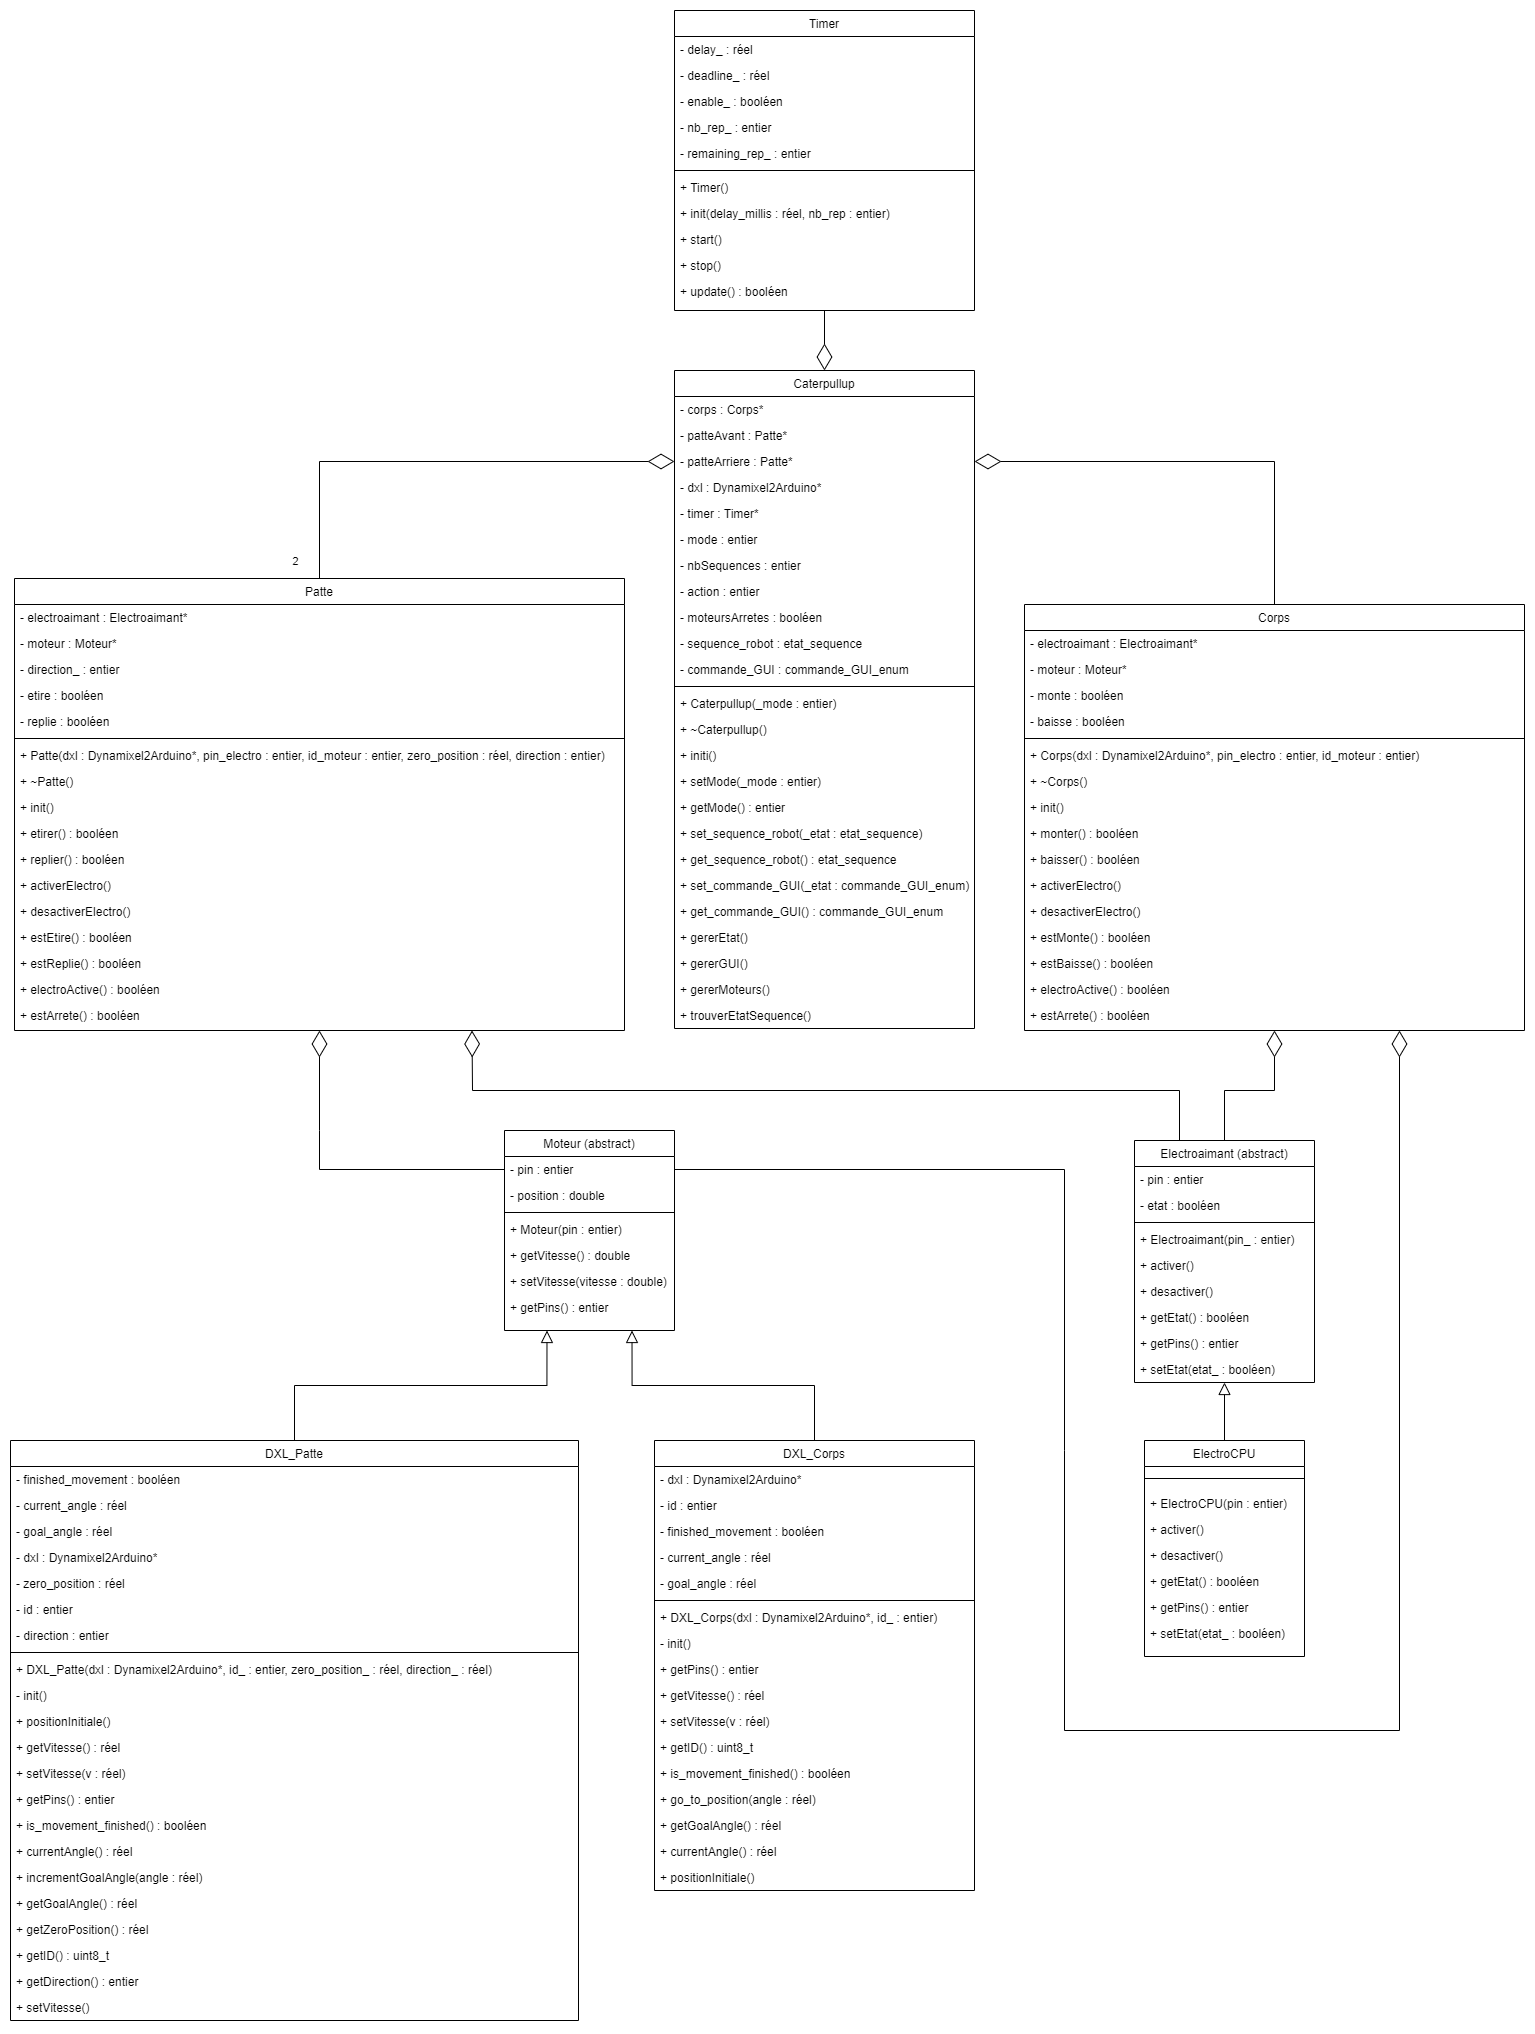 Timer
- delay_ : réel
- deadline_ : réel
- enable_ : booléen
- nb_rep_ : entier
- remaining_rep_ : entier
+ Timer()
+ init(delay_millis : réel, nb_rep : entier)
+ start()
+ stop()
+ update() : booléen
Caterpullup
- corps : Corps*
- patteAvant : Patte*
- patteArriere : Patte*
- dxl : Dynamixel2Arduino*
- timer : Timer*
- mode : entier
- nbSequences : entier
- action : entier
- moteursArretes : booléen
- sequence_robot : etat_sequence
- commande_GUI : commande_GUI_enum
+ Caterpullup(_mode : entier)
+ ~Caterpullup()
+ initi()
+ setMode(_mode : entier)
+ getMode() : entier
+ set_sequence_robot(_etat : etat_sequence)
+ get_sequence_robot() : etat_sequence
+ set_commande_GUI(_etat : commande_GUI_enum)
+ get_commande_GUI() : commande_GUI_enum
+ gererEtat()
+ gererGUI()
+ gererMoteurs()
+ trouverEtatSequence()
2
Patte
- electroaimant : Electroaimant*
- moteur : Moteur*
- direction_ : entier
- etire : booléen
- replie : booléen
+ Patte(dxl : Dynamixel2Arduino*, pin_electro : entier, id_moteur : entier, zero_position : réel, direction : entier)
+ ~Patte()
+ init()
+ etirer() : booléen
+ replier() : booléen
+ activerElectro()
+ desactiverElectro()
+ estEtire() : booléen
+ estReplie() : booléen
+ electroActive() : booléen
+ estArrete() : booléen
Corps
- electroaimant : Electroaimant*
- moteur : Moteur*
- monte : booléen
- baisse : booléen
+ Corps(dxl : Dynamixel2Arduino*, pin_electro : entier, id_moteur : entier)
+ ~Corps()
+ init()
+ monter() : booléen
+ baisser() : booléen
+ activerElectro()
+ desactiverElectro()
+ estMonte() : booléen
+ estBaisse() : booléen
+ electroActive() : booléen
+ estArrete() : booléen
Moteur (abstract)
- pin : entier
- position : double
+ Moteur(pin : entier)
+ getVitesse() : double
+ setVitesse(vitesse : double)
+ getPins() : entier
Electroaimant (abstract)
- pin : entier
- etat : booléen
+ Electroaimant(pin_ : entier)
+ activer()
+ desactiver()
+ getEtat() : booléen
+ getPins() : entier
+ setEtat(etat_ : booléen)
DXL_Patte
- finished_movement : booléen
- current_angle : réel
- goal_angle : réel
- dxl : Dynamixel2Arduino*
- zero_position : réel
- id : entier
- direction : entier
+ DXL_Patte(dxl : Dynamixel2Arduino*, id_ : entier, zero_position_ : réel, direction_ : réel)
- init()
+ positionInitiale()
+ getVitesse() : réel
+ setVitesse(v : réel)
+ getPins() : entier
+ is_movement_finished() : booléen
+ currentAngle() : réel
+ incrementGoalAngle(angle : réel)
+ getGoalAngle() : réel
+ getZeroPosition() : réel
+ getID() : uint8_t
+ getDirection() : entier
+ setVitesse()
DXL_Corps
- dxl : Dynamixel2Arduino*
- id : entier
- finished_movement : booléen
- current_angle : réel
- goal_angle : réel
+ DXL_Corps(dxl : Dynamixel2Arduino*, id_ : entier)
- init()
+ getPins() : entier
+ getVitesse() : réel
+ setVitesse(v : réel)
+ getID() : uint8_t
+ is_movement_finished() : booléen
+ go_to_position(angle : réel)
+ getGoalAngle() : réel
+ currentAngle() : réel
+ positionInitiale()
ElectroCPU
+ ElectroCPU(pin : entier)
+ activer()
+ desactiver()
+ getEtat() : booléen
+ getPins() : entier
+ setEtat(etat_ : booléen)